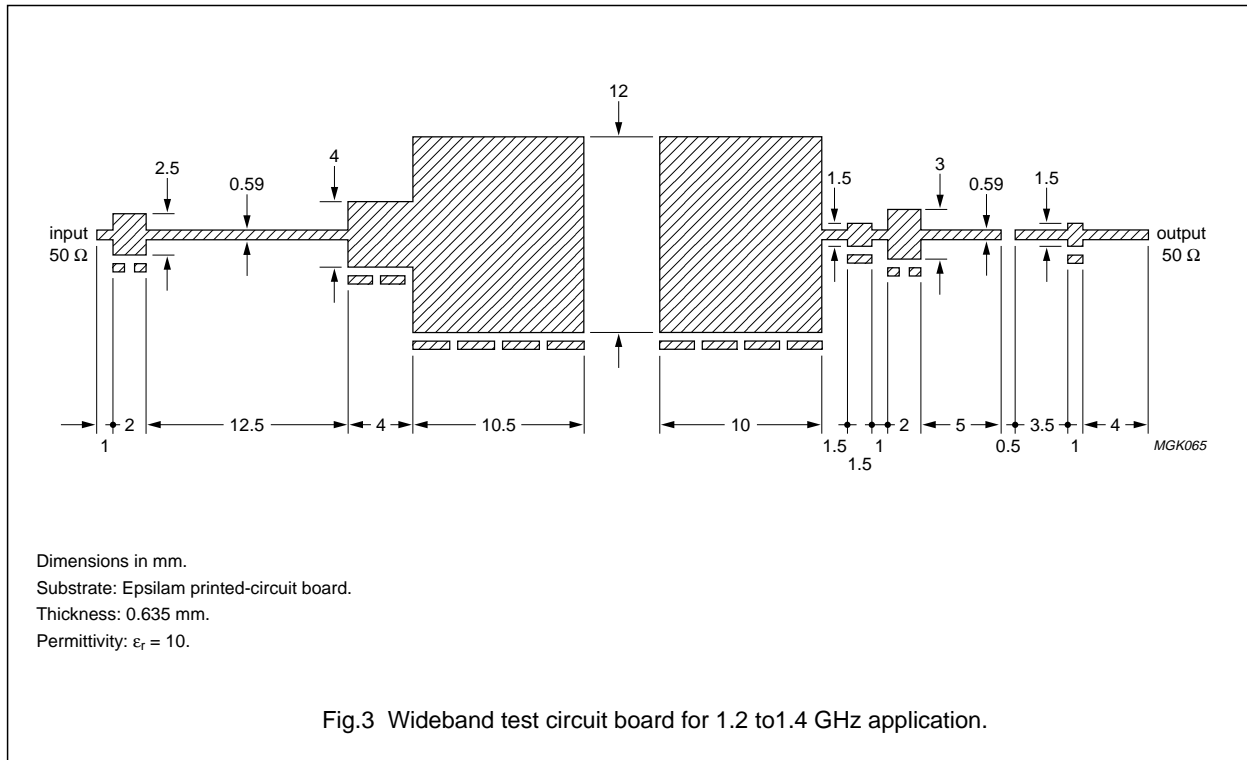 12
2.5
4
0.59
1.5
3
0.59
1.5
input
50 Ω
output
50 Ω
1
2
12.5
4
10.5
10
1.5
1.5
1
2
5
0.5
3.5
1
4
MGK065
Dimensions in mm.
Substrate: Epsilam printed-circuit board.
Thickness: 0.635 mm.
Permittivity: εr = 10.
Fig.3 Wideband test circuit board for 1.2 to1.4 GHz application.